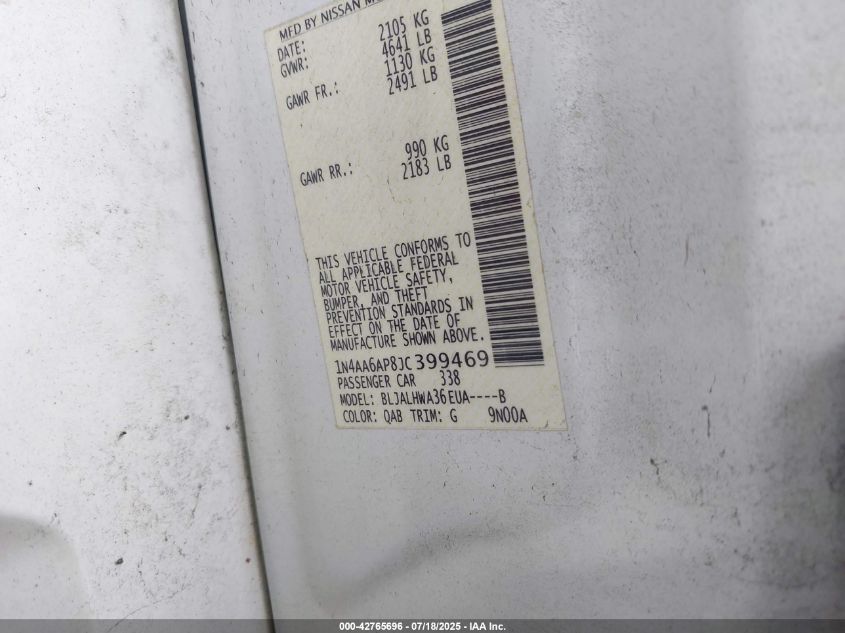 MFD BY NISSAN
DATE:
GVWR: 2105 KG
4641 LB
GAWR FR.: 1130 KG
2491 LB
GAWR RR.: 990 KG
2183 LB
THIS VEHICLE CONFORMS TO
ALL APPLICABLE FEDERAL
MOTOR VEHICLE SAFETY,
BUMPER, AND THEFT
PREVENTION STANDARDS IN
EFFECT ON THE DATE OF
MANUFACTURE SHOWN ABOVE.
1N4AA6AP8JC399469
PASSENGER CAR 338
MODEL: BLJALHWA36EUA----B
COLOR: QAB TRIM: G 9N00A
000-42765696 - 07/18/2025 - IAA Inc.